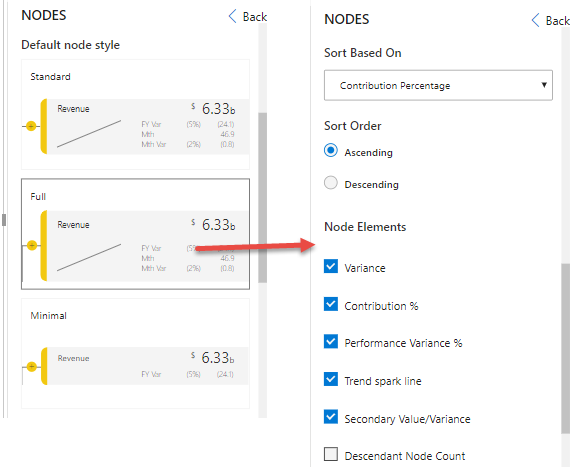 NODES
Back
Default node style
Standard
Revenue
$ 6.33b
FY Var (5%) (24.1)
Mth 46.9
Mth Var (2%) (0.8)
Full
Revenue
$ 6.33b
FY Var
Mth 46.9
Mth Var (2%) (0.8)
Minimal
Revenue
$ 6.33b
FY Var (5%) (24.1)
NODES
Back
Sort Based On
Contribution Percentage
Sort Order
Ascending
Descending
Node Elements
Variance
Contribution %
Performance Variance %
Trend spark line
Secondary Value/Variance
Descendant Node Count